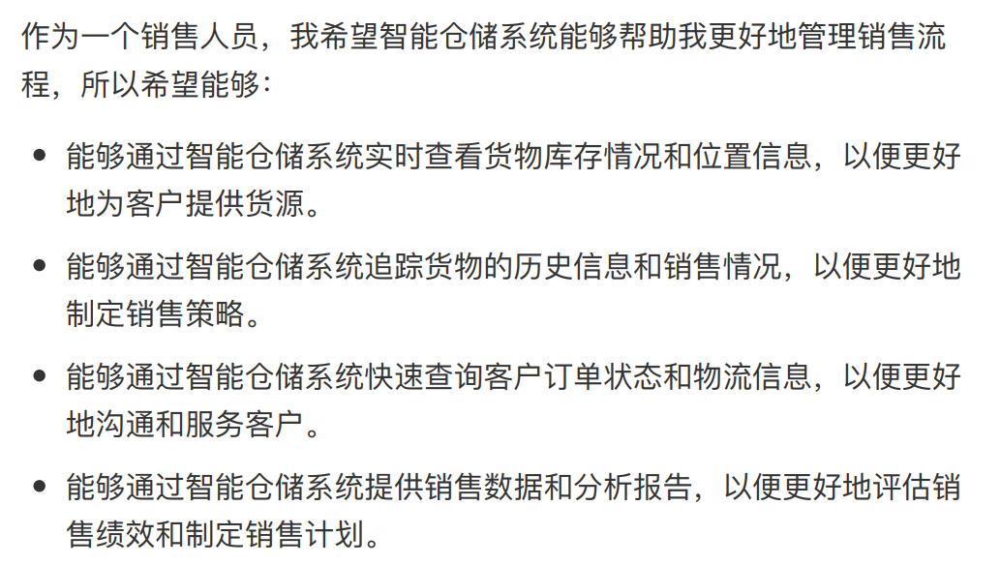 作为一个销售人员，我希望智能仓储系统能够帮助我更好地管理销售流
程，所以希望能够：
• 能够通过智能仓储系统实时查看货物库存情况和位置信息，以便更好
地为客户提供货源。
• 能够通过智能仓储系统追踪货物的历史信息和销售情况，以便更好地
制定销售策略。
• 能够通过智能仓储系统快速查询客户订单状态和物流信息，以便更好
地沟通和服务客户。
• 能够通过智能仓储系统提供销售数据和分析报告，以便更好地评估销
售绩效和制定销售计划。